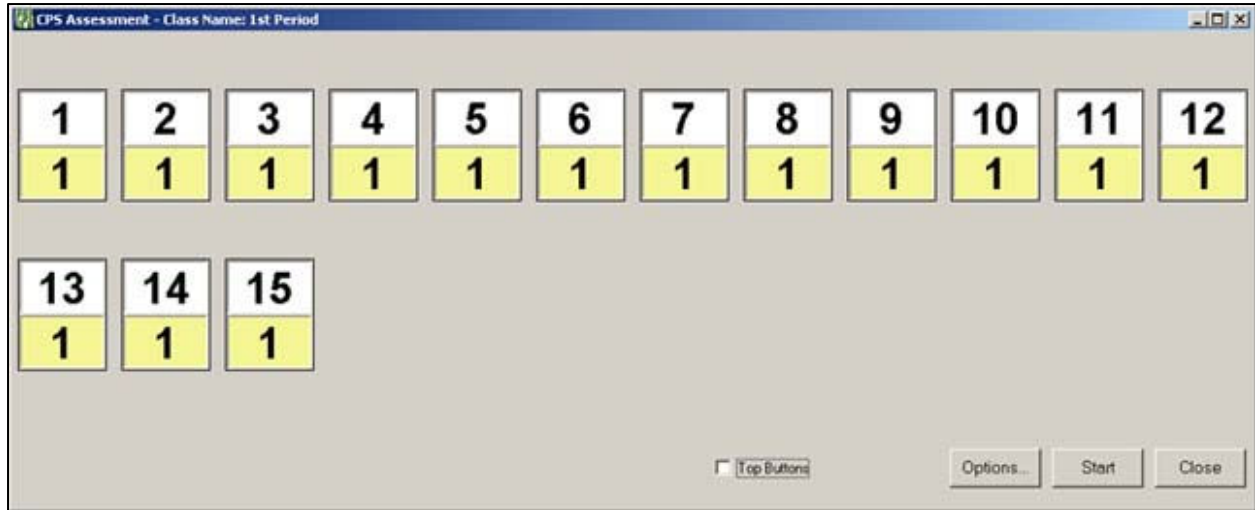 CPS Assessment - Class Name: 1st Period
1 2 3 4 5 6 7 8 9 10 11 12
1 1 1 1 1 1 1 1 1 1 1 1
13 14 15
1 1 1
Top Buttons Options... Start Close